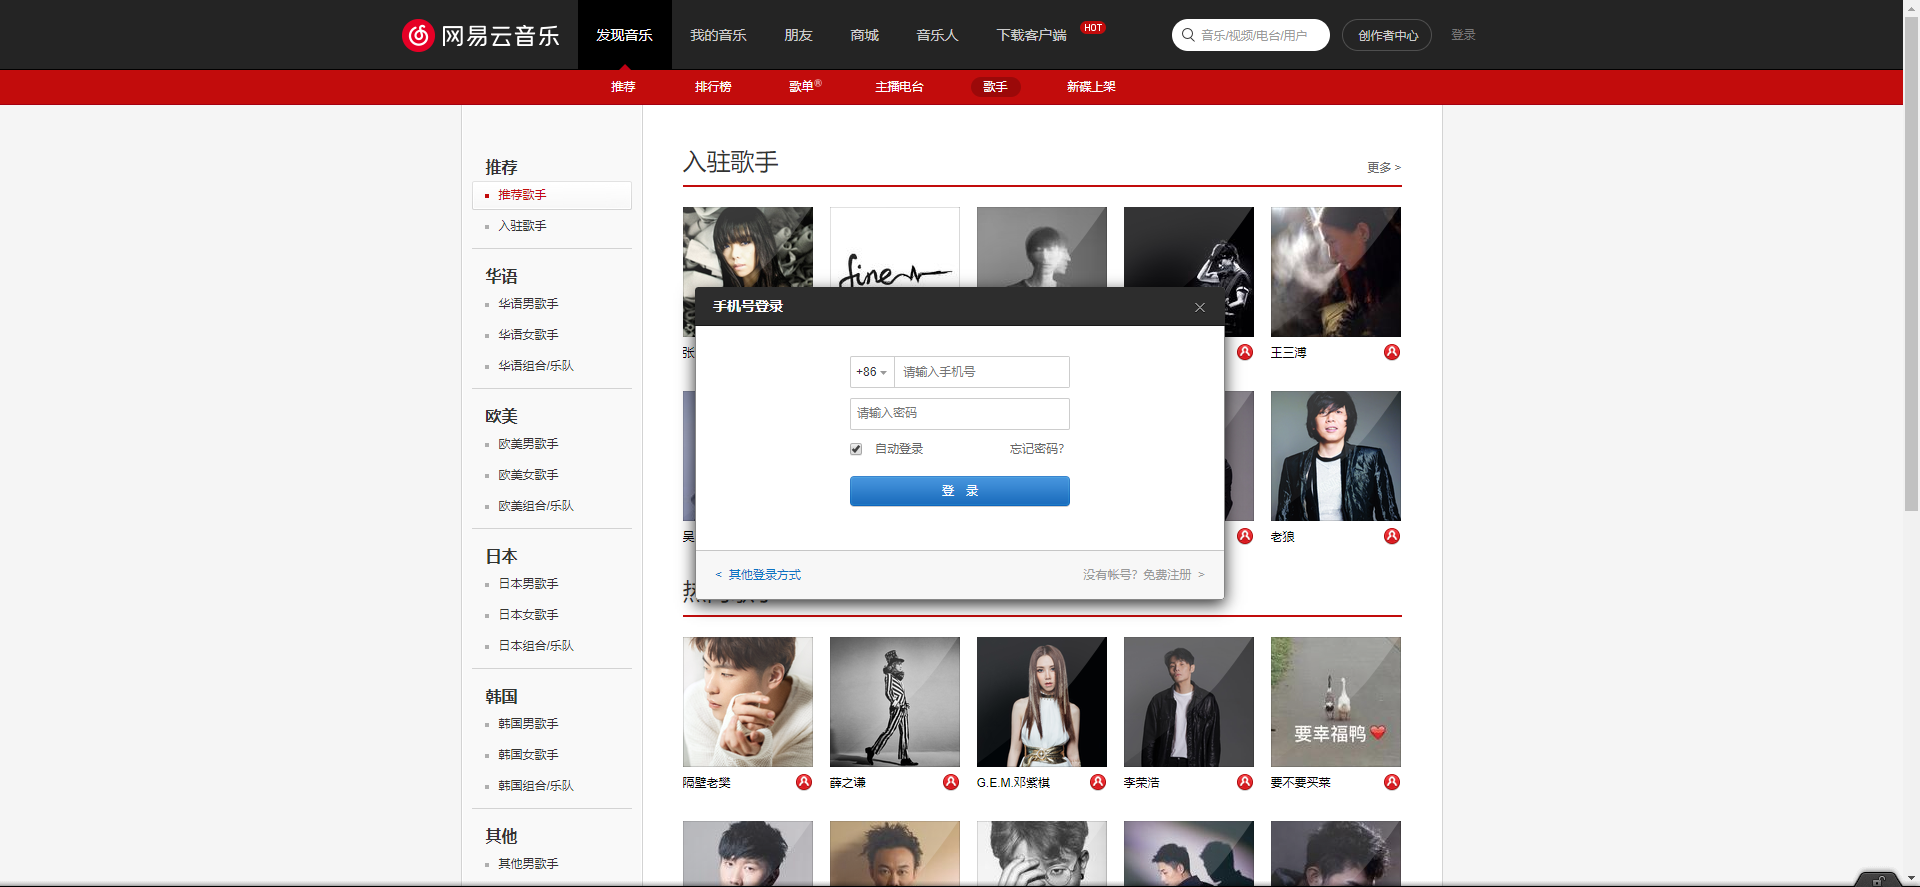 网易云音乐
发现音乐
我的音乐
朋友
商城
音乐人
下载客户端
HOT
音乐/视频/电台/用户
创作者中心
登录
推荐
排行榜
歌单®
主播电台
歌手
新碟上架
推荐
推荐歌手
入驻歌手
华语
华语男歌手
华语女歌手
华语组合/乐队
欧美
欧美男歌手
欧美女歌手
欧美组合/乐队
日本
日本男歌手
日本女歌手
日本组合/乐队
韩国
韩国男歌手
韩国女歌手
韩国组合/乐队
其他
其他男歌手
入驻歌手
更多 >
fine
张
王三溥
吴
老狼
手机号登录
×
+86
请输入手机号
请输入密码
自动登录
忘记密码?
登 录
< 其他登录方式
没有帐号? 免费注册 >
要幸福鸭
隔壁老樊
薛之谦
G.E.M.邓紫棋
李荣浩
要不要买菜